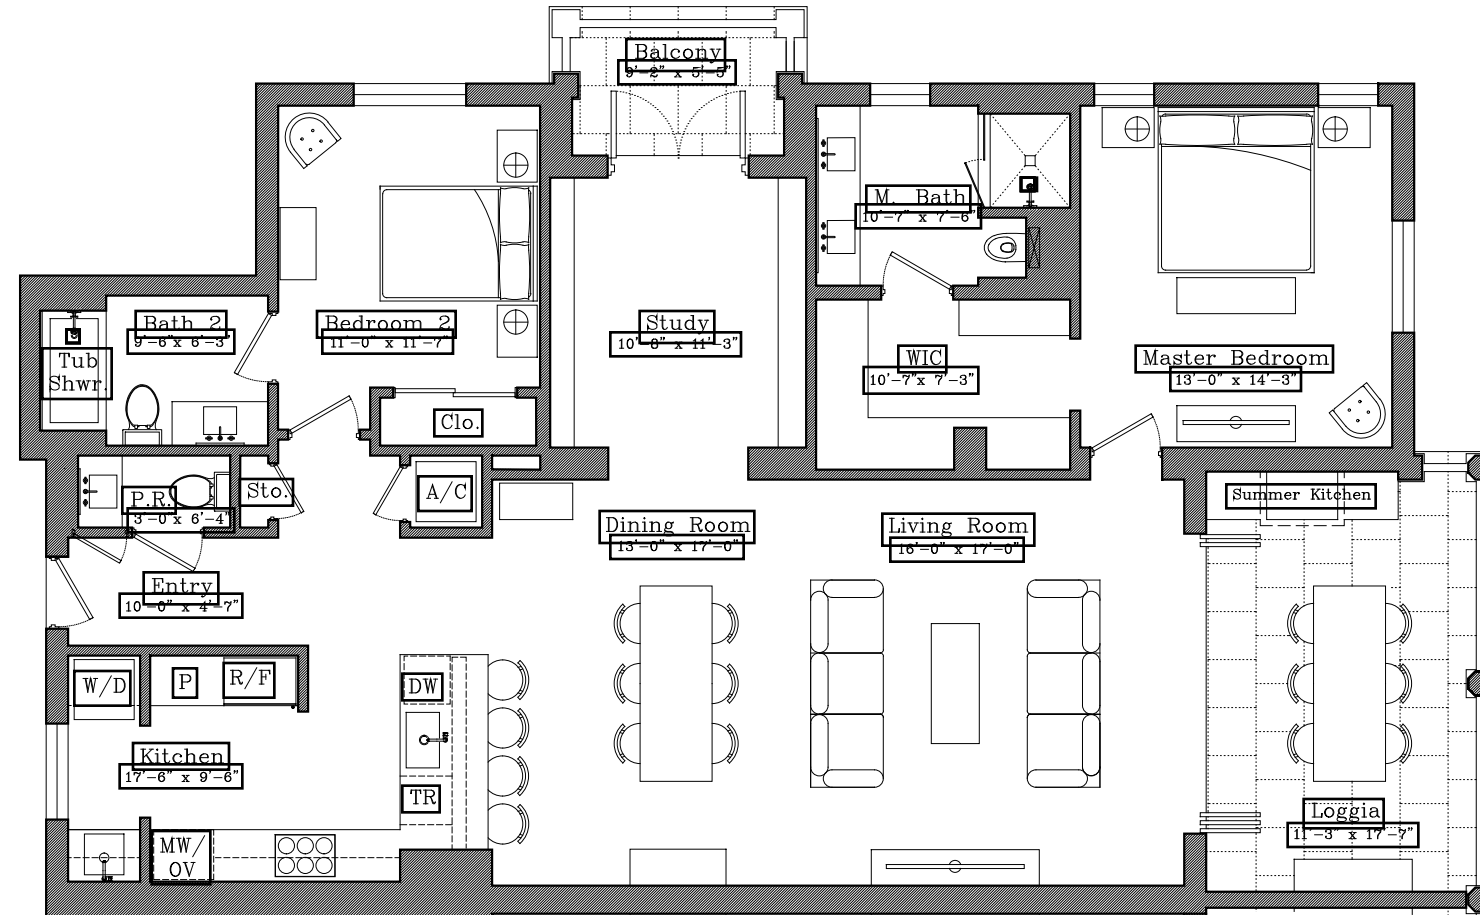 Balcony
9'-2" x 5'-5"
M. Bath
10'-7" x 7'-6"
Bath 2
9'-6"x 6'-3"
Bedroom 2
11'-0" x 11'-7"
Study
10'-8" x 11'-3"
Tub
Shwr.
WIC
10'-7"x 7'-3"
Master Bedroom
13'-0" x 14'-3"
Clo.
P.R.
3'-0 x 6'-4"
Sto.
A/C
Summer Kitchen
Dining Room
13'-0" x 17'-0"
Living Room
16'-0" x 17'-0"
Entry
10'-0" x 4'-7"
W/D
P
R/F
DW
Kitchen
17'-6" x 9'-6"
TR
Loggia
11'-3" x 17'-7"
MW/
OV